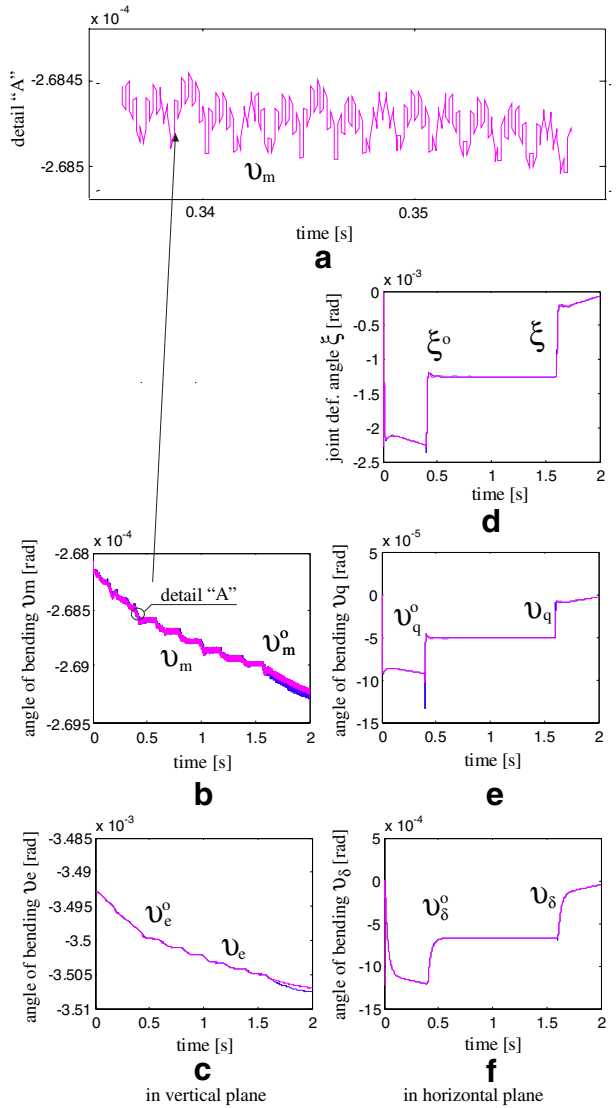 x 10⁻⁴
detail “A”
-2.6845
-2.685
υm
0.34
0.35
time [s]
a
x 10⁻³
joint def. angle ξ [rad]
0
-0.5
-1
-1.5
-2
-2.5
ξ°
ξ
0
0.5
1
1.5
2
time [s]
d
x 10⁻⁴
angle of bending υm [rad]
-2.68
-2.685
-2.69
-2.695
detail “A”
υm
υm°
0
0.5
1
1.5
2
time [s]
b
x 10⁻⁵
angle of bending υq [rad]
5
0
-5
-10
-15
υq°
υq
0
0.5
1
1.5
2
time [s]
e
x 10⁻³
angle of bending υe [rad]
-3.485
-3.49
-3.495
-3.5
-3.505
-3.51
υe°
υe
0
0.5
1
1.5
2
time [s]
c
in vertical plane
x 10⁻⁴
angle of bending υδ [rad]
5
0
-5
-10
-15
υδ°
υδ
0
0.5
1
1.5
2
time [s]
f
in horizontal plane